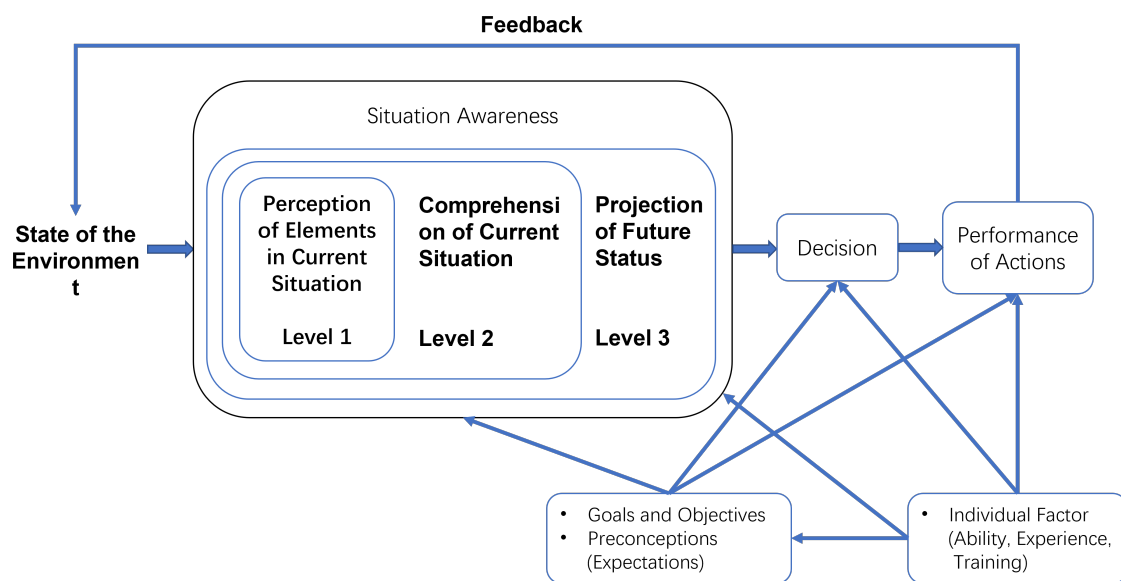 Feedback
Situation Awareness
State of the
Environmen
t
Perception
of Elements
in Current
Situation
Level 1
Comprehensi
on of Current
Situation
Level 2
Projection
of Future
Status
Level 3
Decision
Performance
of Actions
• Goals and Objectives
• Preconceptions
(Expectations)
• Individual Factor
(Ability, Experience,
Training)